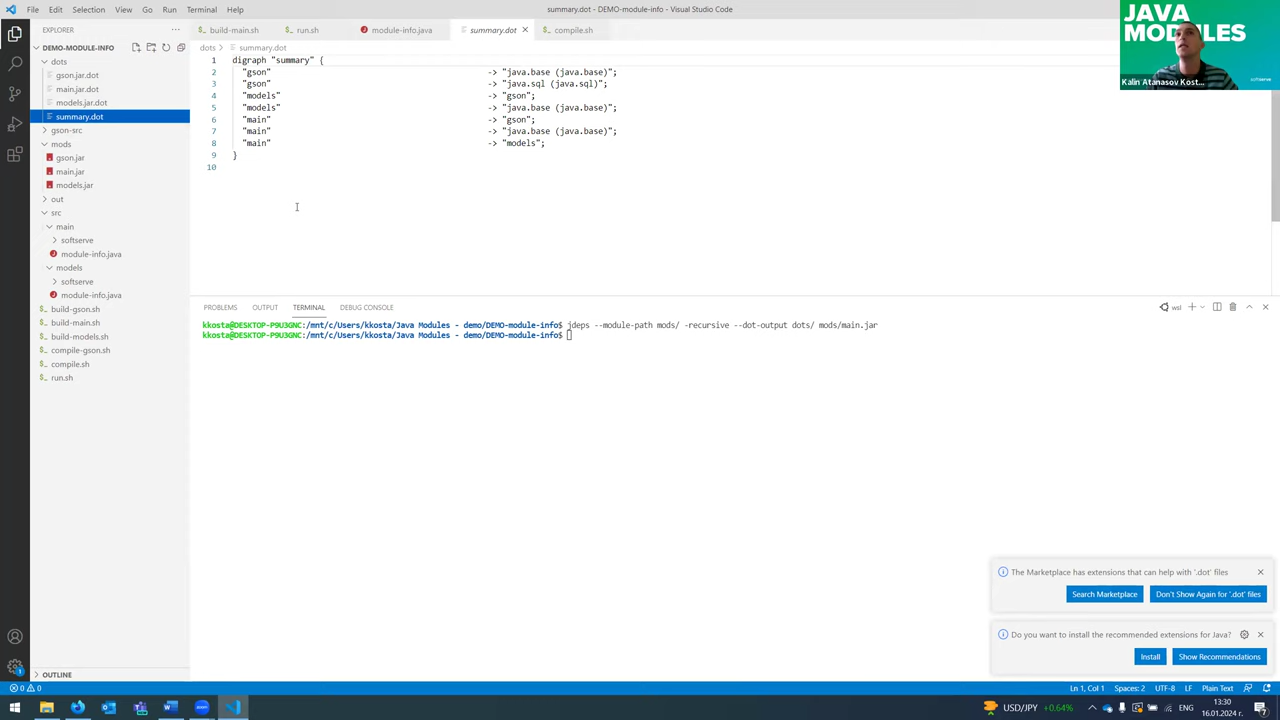 File Edit Selection View Go Run Terminal Help
summary.dot - DEMO-module-info - Visual Studio Code
JAVA
MODULES
Kalin Atanasov Kost...
softserve
EXPLORER
DEMO-MODULE-INFO
dots
gson.jar.dot
main.jar.dot
models.jar.dot
summary.dot
gson-src
mods
gson.jar
main.jar
models.jar
out
src
main
softserve
module-info.java
models
softserve
module-info.java
build-gson.sh
build-main.sh
build-models.sh
compile-gson.sh
compile.sh
run.sh
OUTLINE
build-main.sh run.sh module-info.java summary.dot compile.sh
dots > summary.dot
1 digraph "summary" {
2 "gson" -> "java.base (java.base)";
3 "gson" -> "java.sql (java.sql)";
4 "models" -> "gson";
5 "models" -> "java.base (java.base)";
6 "main" -> "gson";
7 "main" -> "java.base (java.base)";
8 "main" -> "models";
9 }
10
PROBLEMS OUTPUT TERMINAL DEBUG CONSOLE
wsl
kkosta@DESKTOP-P9U3GNC:/mnt/c/Users/kkosta/Java Modules - demo/DEMO-module-info$ jdeps --module-path mods/ -recursive --dot-output dots/ mods/main.jar
kkosta@DESKTOP-P9U3GNC:/mnt/c/Users/kkosta/Java Modules - demo/DEMO-module-info$
The Marketplace has extensions that can help with '.dot' files
Search Marketplace Don't Show Again for '.dot' files
Do you want to install the recommended extensions for Java?
Install Show Recommendations
0 0
Ln 1, Col 1 Spaces: 2 UTF-8 LF Plain Text
USD/JPY +0.64% ENG
13:30
16.01.2024 г.